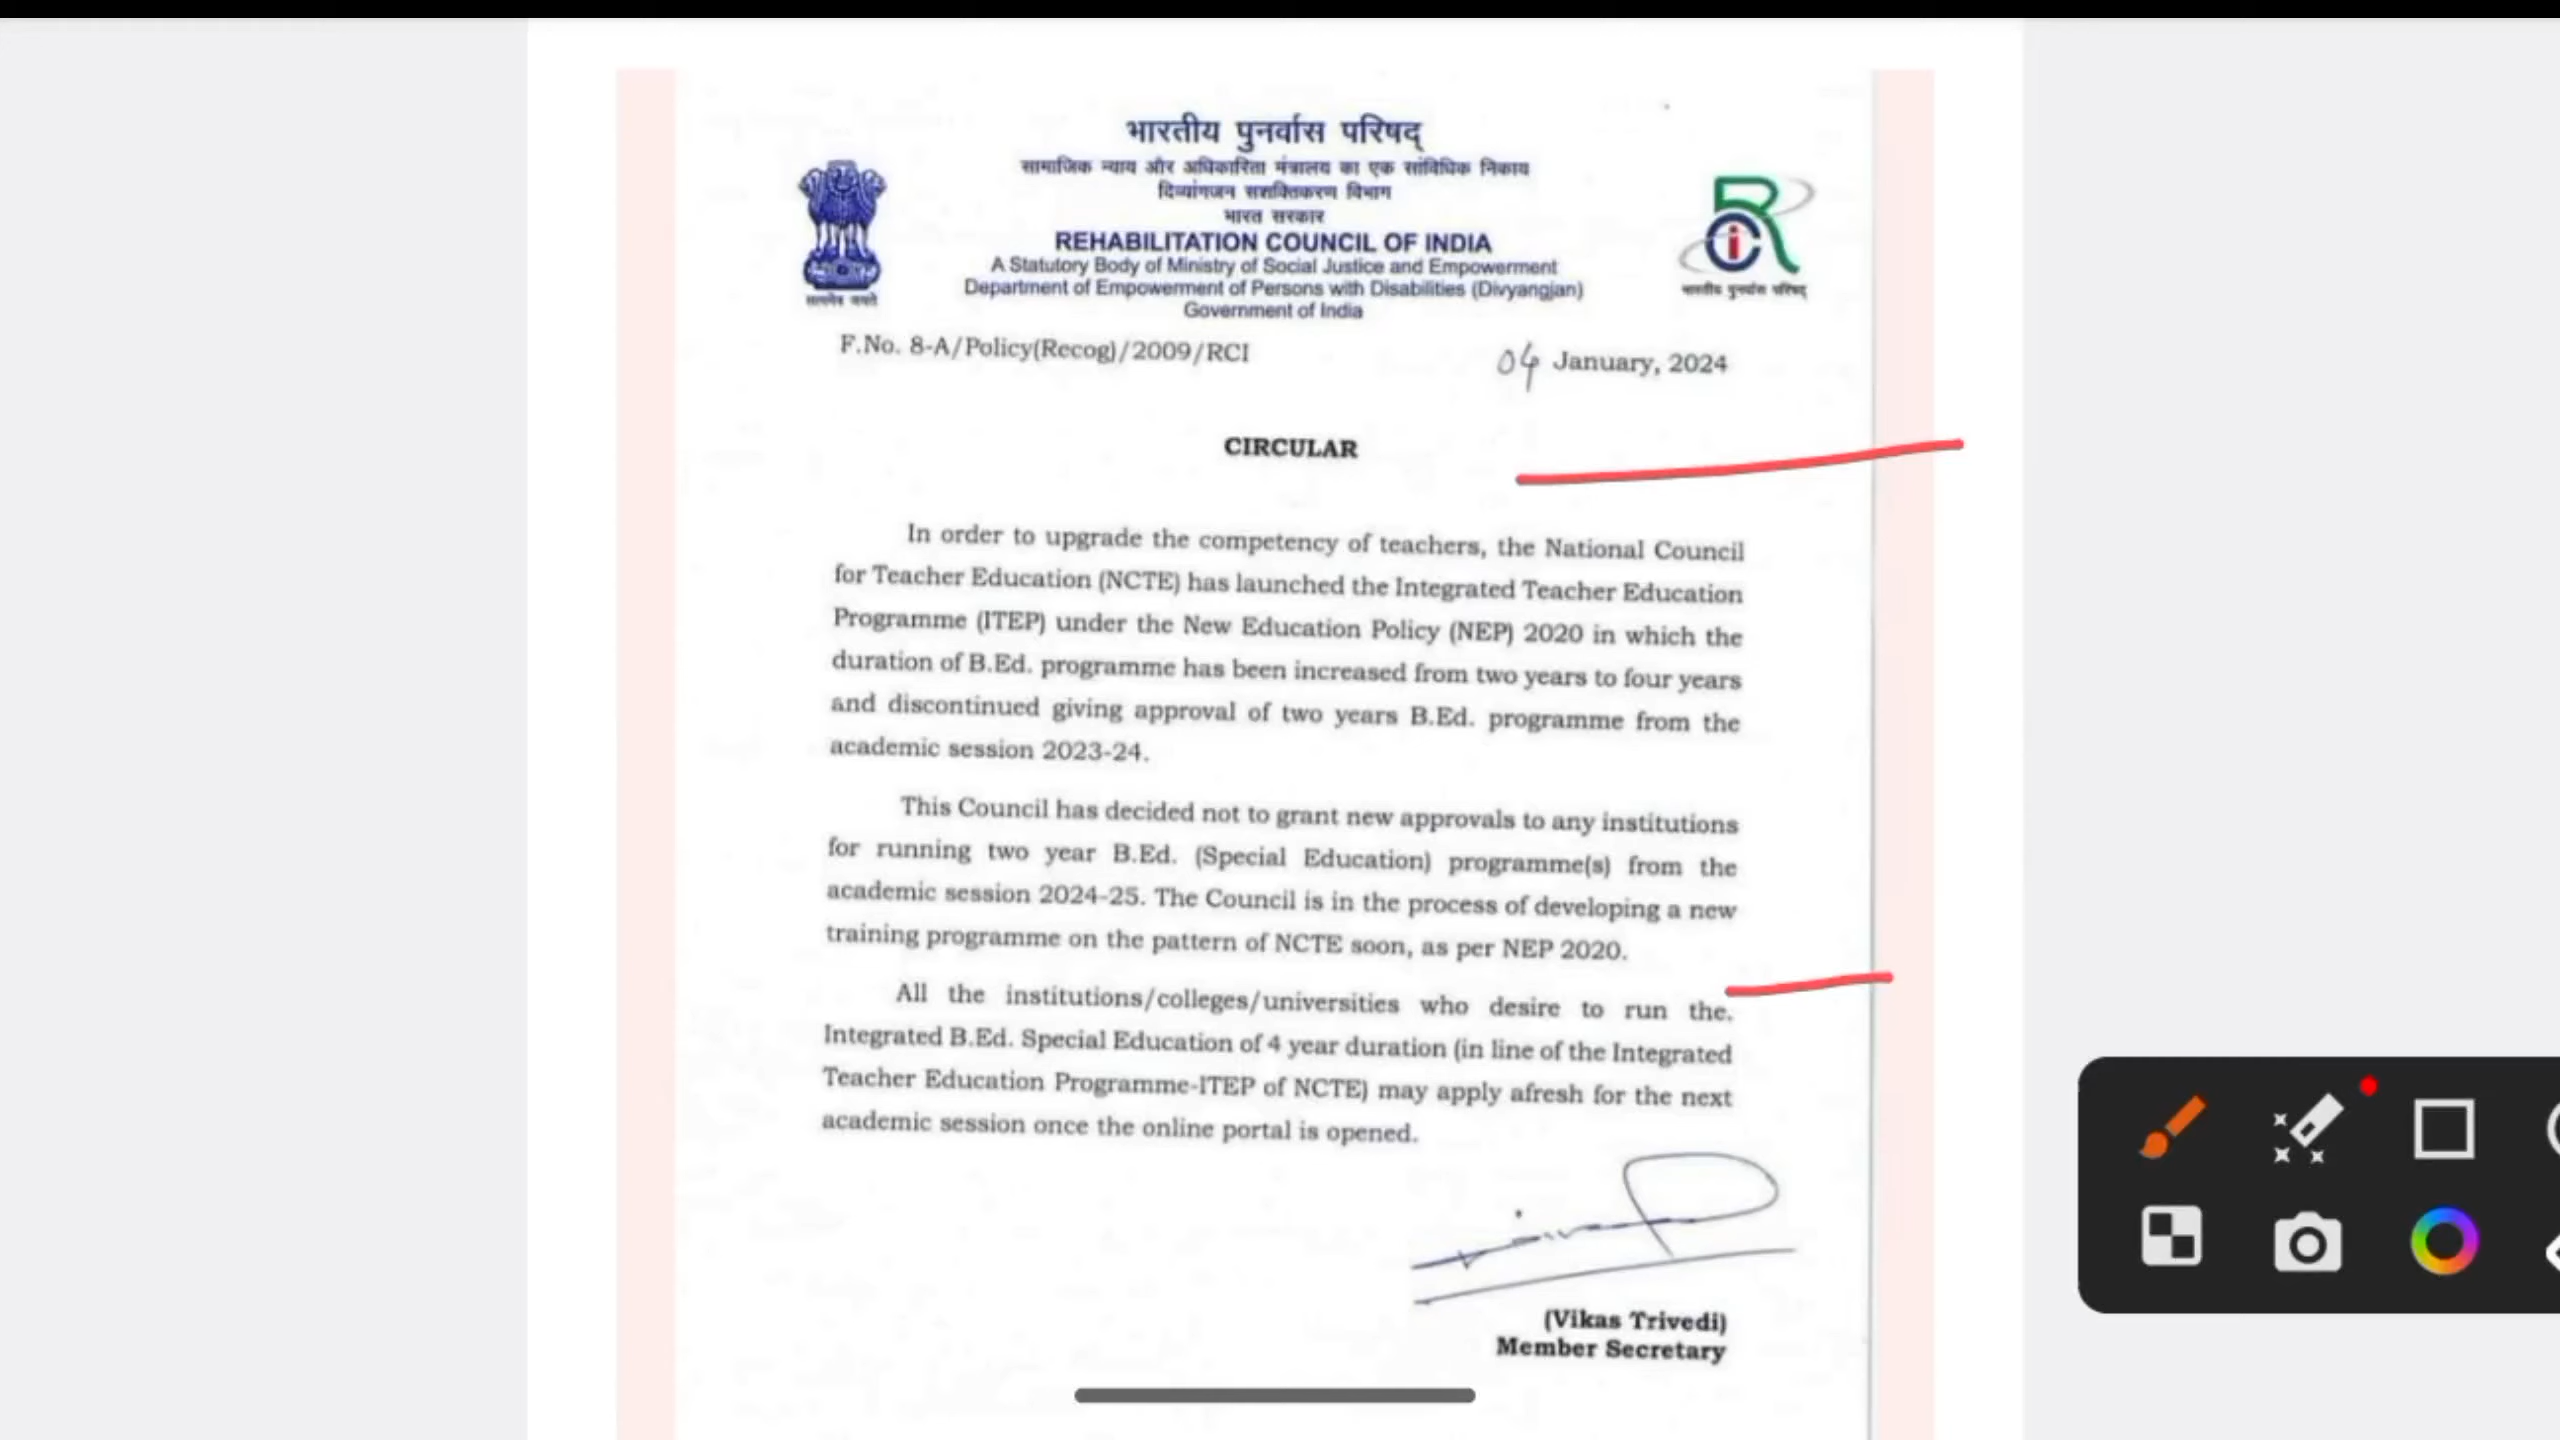 भारतीय पुनर्वास परिषद्
सामाजिक न्याय और अधिकारिता मंत्रालय का एक सांविधिक निकाय
दिव्यांगजन सशक्तिकरण विभाग
भारत सरकार
REHABILITATION COUNCIL OF INDIA
A Statutory Body of Ministry of Social Justice and Empowerment
Department of Empowerment of Persons with Disabilities (Divyangjan)
Government of India
सत्यमेव जयते
RCi
भारतीय पुनर्वास परिषद्
F.No. 8-A/Policy(Recog)/2009/RCI
04 January, 2024
CIRCULAR
In order to upgrade the competency of teachers, the National Council
for Teacher Education (NCTE) has launched the Integrated Teacher Education
Programme (ITEP) under the New Education Policy (NEP) 2020 in which the
duration of B.Ed. programme has been increased from two years to four years
and discontinued giving approval of two years B.Ed. programme from the
academic session 2023-24.
This Council has decided not to grant new approvals to any institutions
for running two year B.Ed. (Special Education) programme(s) from the
academic session 2024-25. The Council is in the process of developing a new
training programme on the pattern of NCTE soon, as per NEP 2020.
All the institutions/colleges/universities who desire to run the.
Integrated B.Ed. Special Education of 4 year duration (in line of the Integrated
Teacher Education Programme-ITEP of NCTE) may apply afresh for the next
academic session once the online portal is opened.
(Vikas Trivedi)
Member Secretary